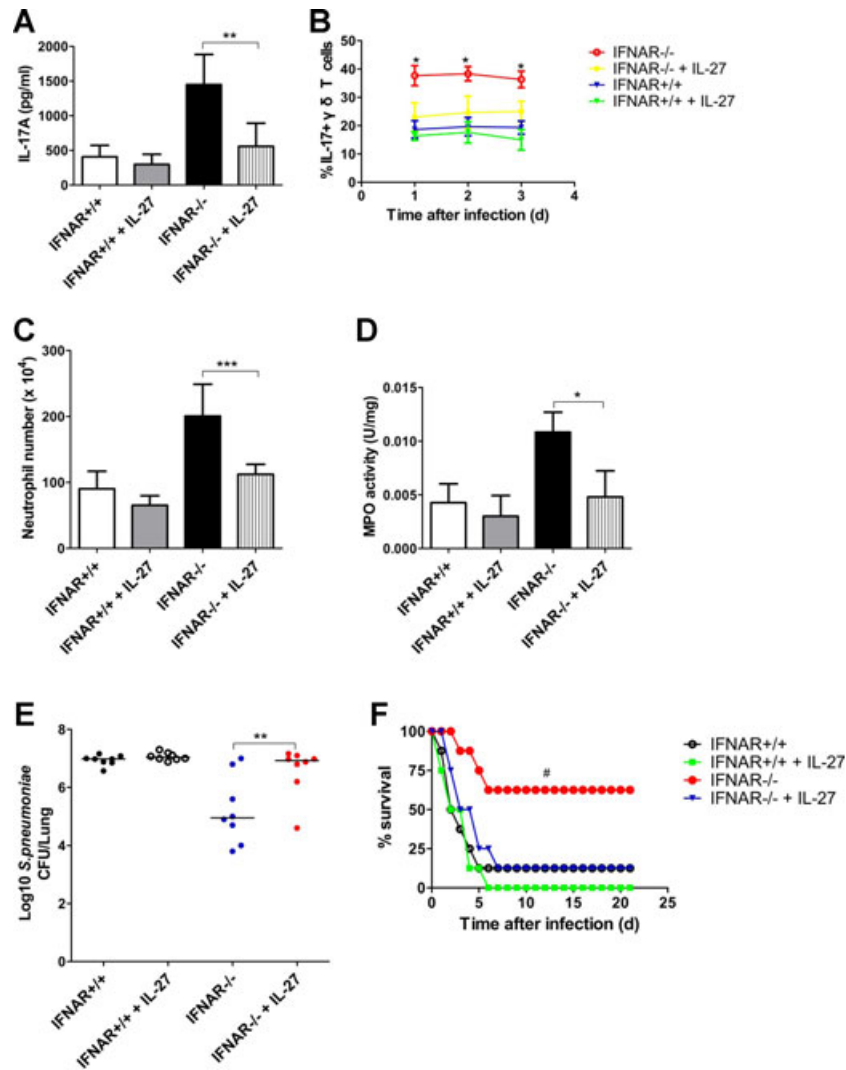 A
IL-17A (pg/ml)
2000
1500
1000
500
0
**
IFNAR+/+
IFNAR+/+ + IL-27
IFNAR-/-
IFNAR-/- + IL-27
B
%IL-17+ γ δ T cells
50
40
30
20
10
0
* * *
0 1 2 3 4
Time after infection (d)
IFNAR-/-
IFNAR-/- + IL-27
IFNAR+/+
IFNAR+/+ + IL-27
C
Neutrophil number (x 10⁴)
300
200
100
0
***
IFNAR+/+
IFNAR+/+ + IL-27
IFNAR-/-
IFNAR-/- + IL-27
D
MPO activity (U/mg)
0.015
0.010
0.005
0.000
*
IFNAR+/+
IFNAR+/+ + IL-27
IFNAR-/-
IFNAR-/- + IL-27
E
Log10 S.pneumoniae
CFU/Lung
8
6
4
2
0
**
IFNAR+/+
IFNAR+/+ + IL-27
IFNAR-/-
IFNAR-/- + IL-27
F
% survival
100
75
50
25
0
#
0 5 10 15 20 25
Time after infection (d)
IFNAR+/+
IFNAR+/+ + IL-27
IFNAR-/-
IFNAR-/- + IL-27